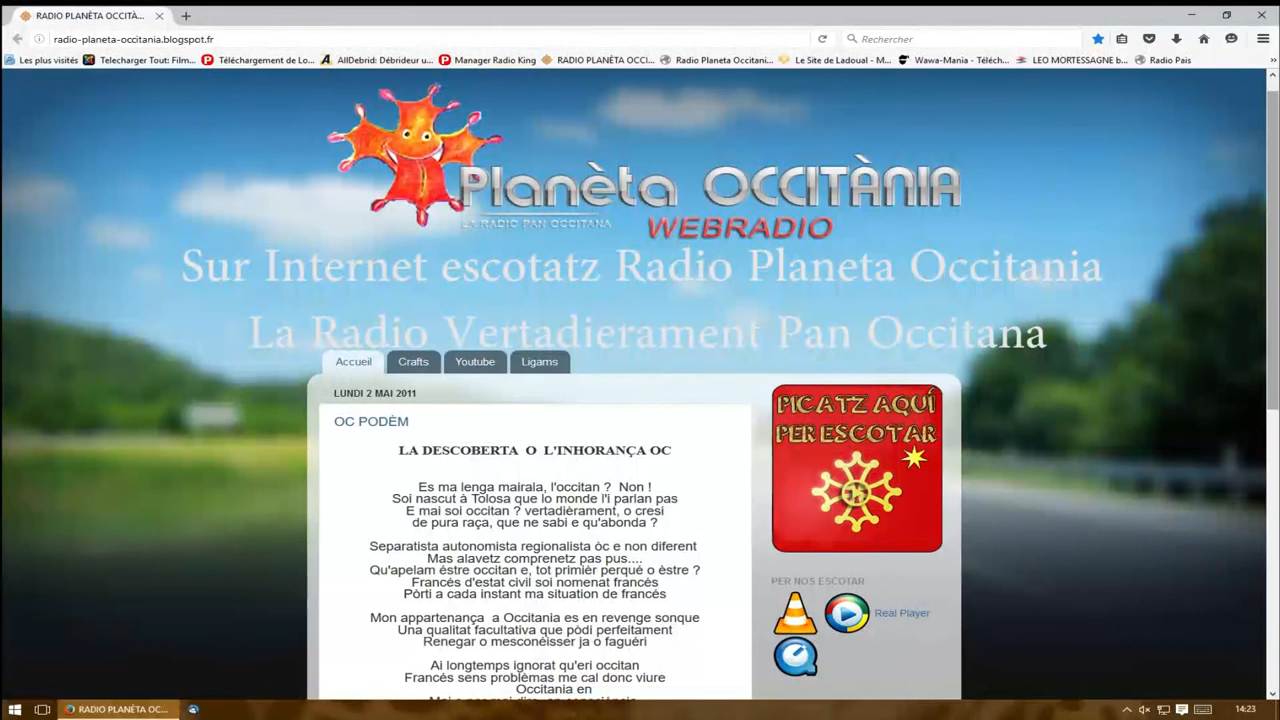 RADIO PLANÈTA OCCITÀ...
radio-planeta-occitania.blogspot.fr
Rechercher
Les plus visités
Telecharger Tout: Film...
Téléchargement de Lo...
AllDebrid: Débrideur u...
Manager Radio King
RADIO PLANÈTA OCCI...
Radio Planeta Occitani...
Le Site de Ladoual - M...
Wawa-Mania - Téléch...
LEO MORTESSAGNE b...
Radio Pais
Planèta OCCITÀNIA
LA RADIO PAN OCCITANA
WEBRADIO
Sur Internet escotatz Radio Planeta Occitania
La Radio Vertadierament Pan Occitana
Accueil
Crafts
Youtube
Ligams
LUNDI 2 MAI 2011
OC PODÈM
LA DESCOBERTA O L'INHORANÇA OC
Es ma lenga mairala, l'occitan ? Non !
Soi nascut à Tolosa que lo monde l'i parlan pas
E mai soi occitan ? vertadièrament, o cresi
de pura raça, que ne sabi e qu'abonda ?
Separatista autonomista regionalista òc e non diferent
Mas alavetz comprenetz pas pus....
Qu'apelam èstre occitan e, tot primièr perqué o èstre ?
Francés d'estat civil soi nomenat francés
Pòrti a cada instant ma situation de francés
Mon appartenança a Occitania es en revenge sonque
Una qualitat facultativa que pòdi perfeitament
Renegar o mesconéisser ja o faguéri
Ai longtemps ignorat qu'eri occitan
Francés sens problèmas me cal donc viure
Occitania en
PICATZ AQUÍ
PER ESCOTAR
PER NOS ESCOTAR
Real Player
RADIO PLANÈTA OC...
14:23